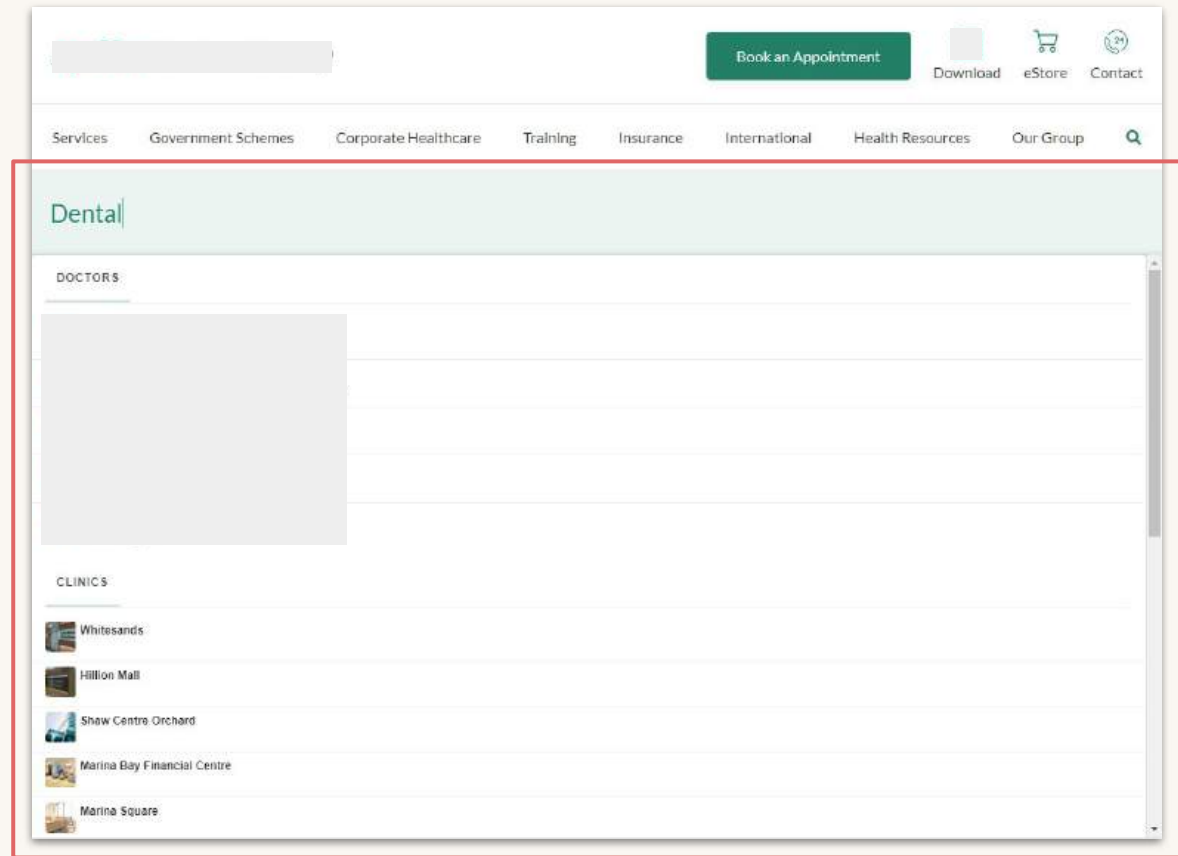 Book an Appointment
Download eStore 24 Contact
Services Government Schemes Corporate Healthcare Training Insurance International Health Resources Our Group
Dental
DOCTORS
CLINICS
Whitesands
Hillion Mall
Shaw Centre Orchard
Marina Bay Financial Centre
Marina Square